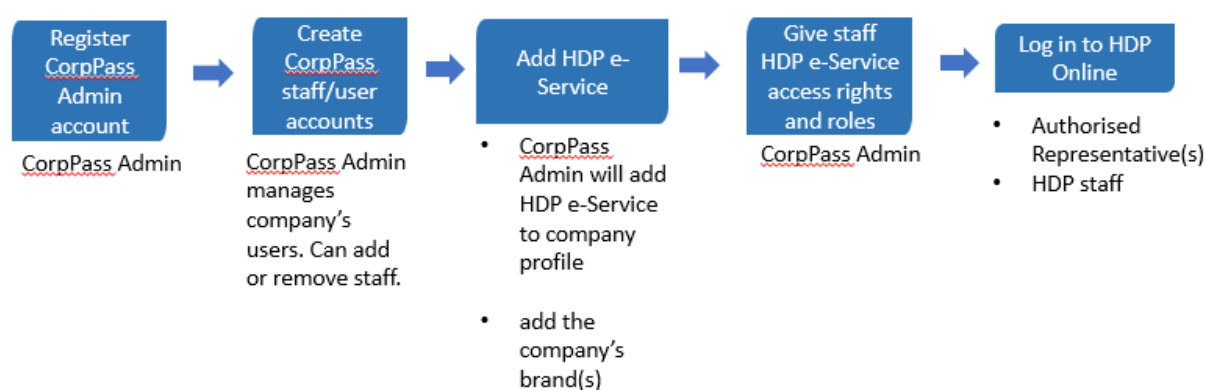 Register
CorpPass
Admin
account
CorpPass Admin
Create
CorpPass
staff/user
accounts
CorpPass Admin
manages
company's
users. Can add
or remove staff.
Add HDP e-
Service
• CorpPass
Admin will add
HDP e-Service
to company
profile
• add the
company's
brand(s)
Give staff
HDP e-Service
access rights
and roles
CorpPass Admin
Log in to HDP
Online
• Authorised
Representative(s)
• HDP staff